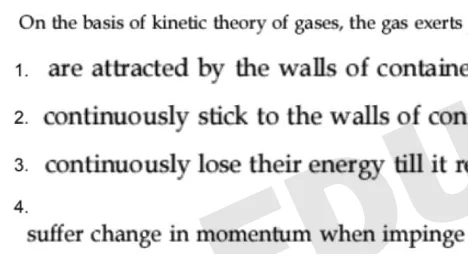 On the basis of kinetic theory of gases, the gas exerts
1. are attracted by the walls of containe
2. continuously stick to the walls of con
3. continuously lose their energy till it re
4.
suffer change in momentum when impinge
EDU